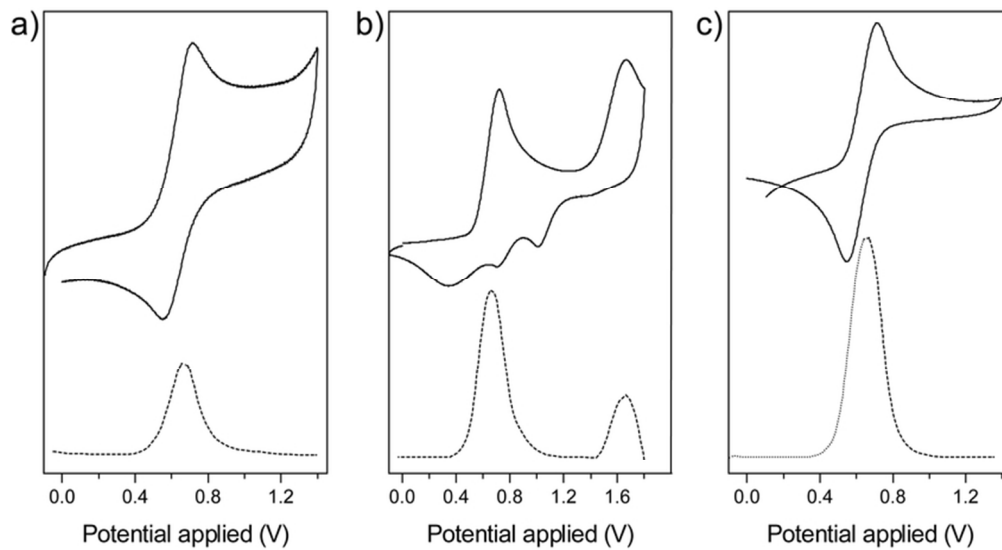 a)
b)
c)
0.0 0.4 0.8 1.2
0.0 0.4 0.8 1.2 1.6
0.0 0.4 0.8 1.2
Potential applied (V)
Potential applied (V)
Potential applied (V)